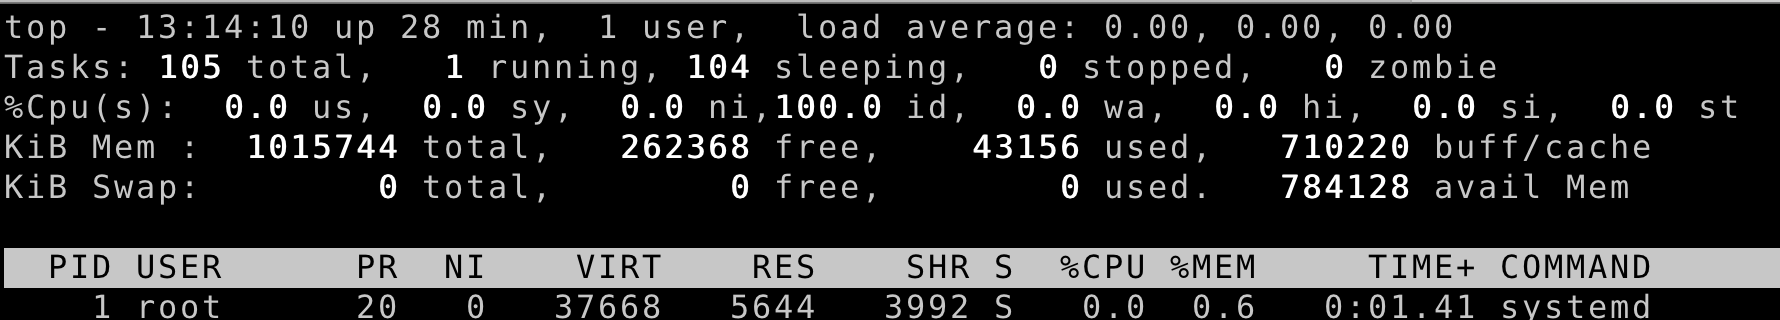 top - 13:14:10 up 28 min,  1 user,  load average: 0.00, 0.00, 0.00
Tasks: 105 total,   1 running, 104 sleeping,   0 stopped,   0 zombie
%Cpu(s):  0.0 us,  0.0 sy,  0.0 ni,100.0 id,  0.0 wa,  0.0 hi,  0.0 si,  0.0 st
KiB Mem :  1015744 total,   262368 free,    43156 used,   710220 buff/cache
KiB Swap:        0 total,        0 free,        0 used.   784128 avail Mem
PID USER      PR  NI    VIRT    RES    SHR S  %CPU %MEM     TIME+ COMMAND
1 root      20   0   37668   5644   3992 S   0.0  0.6   0:01.41 systemd